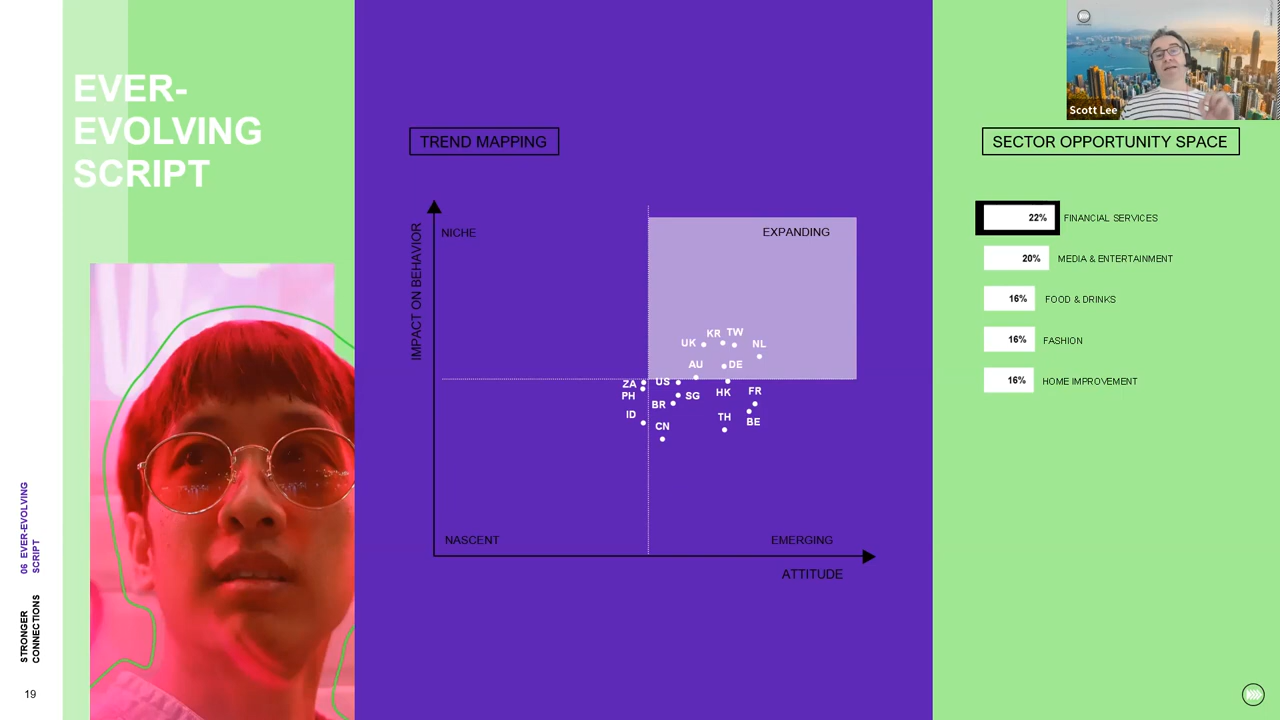 EVER-
EVOLVING
SCRIPT
TREND MAPPING
IMPACT ON BEHAVIOR
NICHE
EXPANDING
KR TW
UK
NL
AU DE
ZA US
PH
SG
HK
FR
BR
ID
TH
BE
CN
NASCENT
EMERGING
ATTITUDE
Scott Lee
SECTOR OPPORTUNITY SPACE
22% FINANCIAL SERVICES
20% MEDIA & ENTERTAINMENT
16% FOOD & DRINKS
16% FASHION
16% HOME IMPROVEMENT
06 EVER-EVOLVING
SCRIPT
STRONGER
CONNECTIONS
19